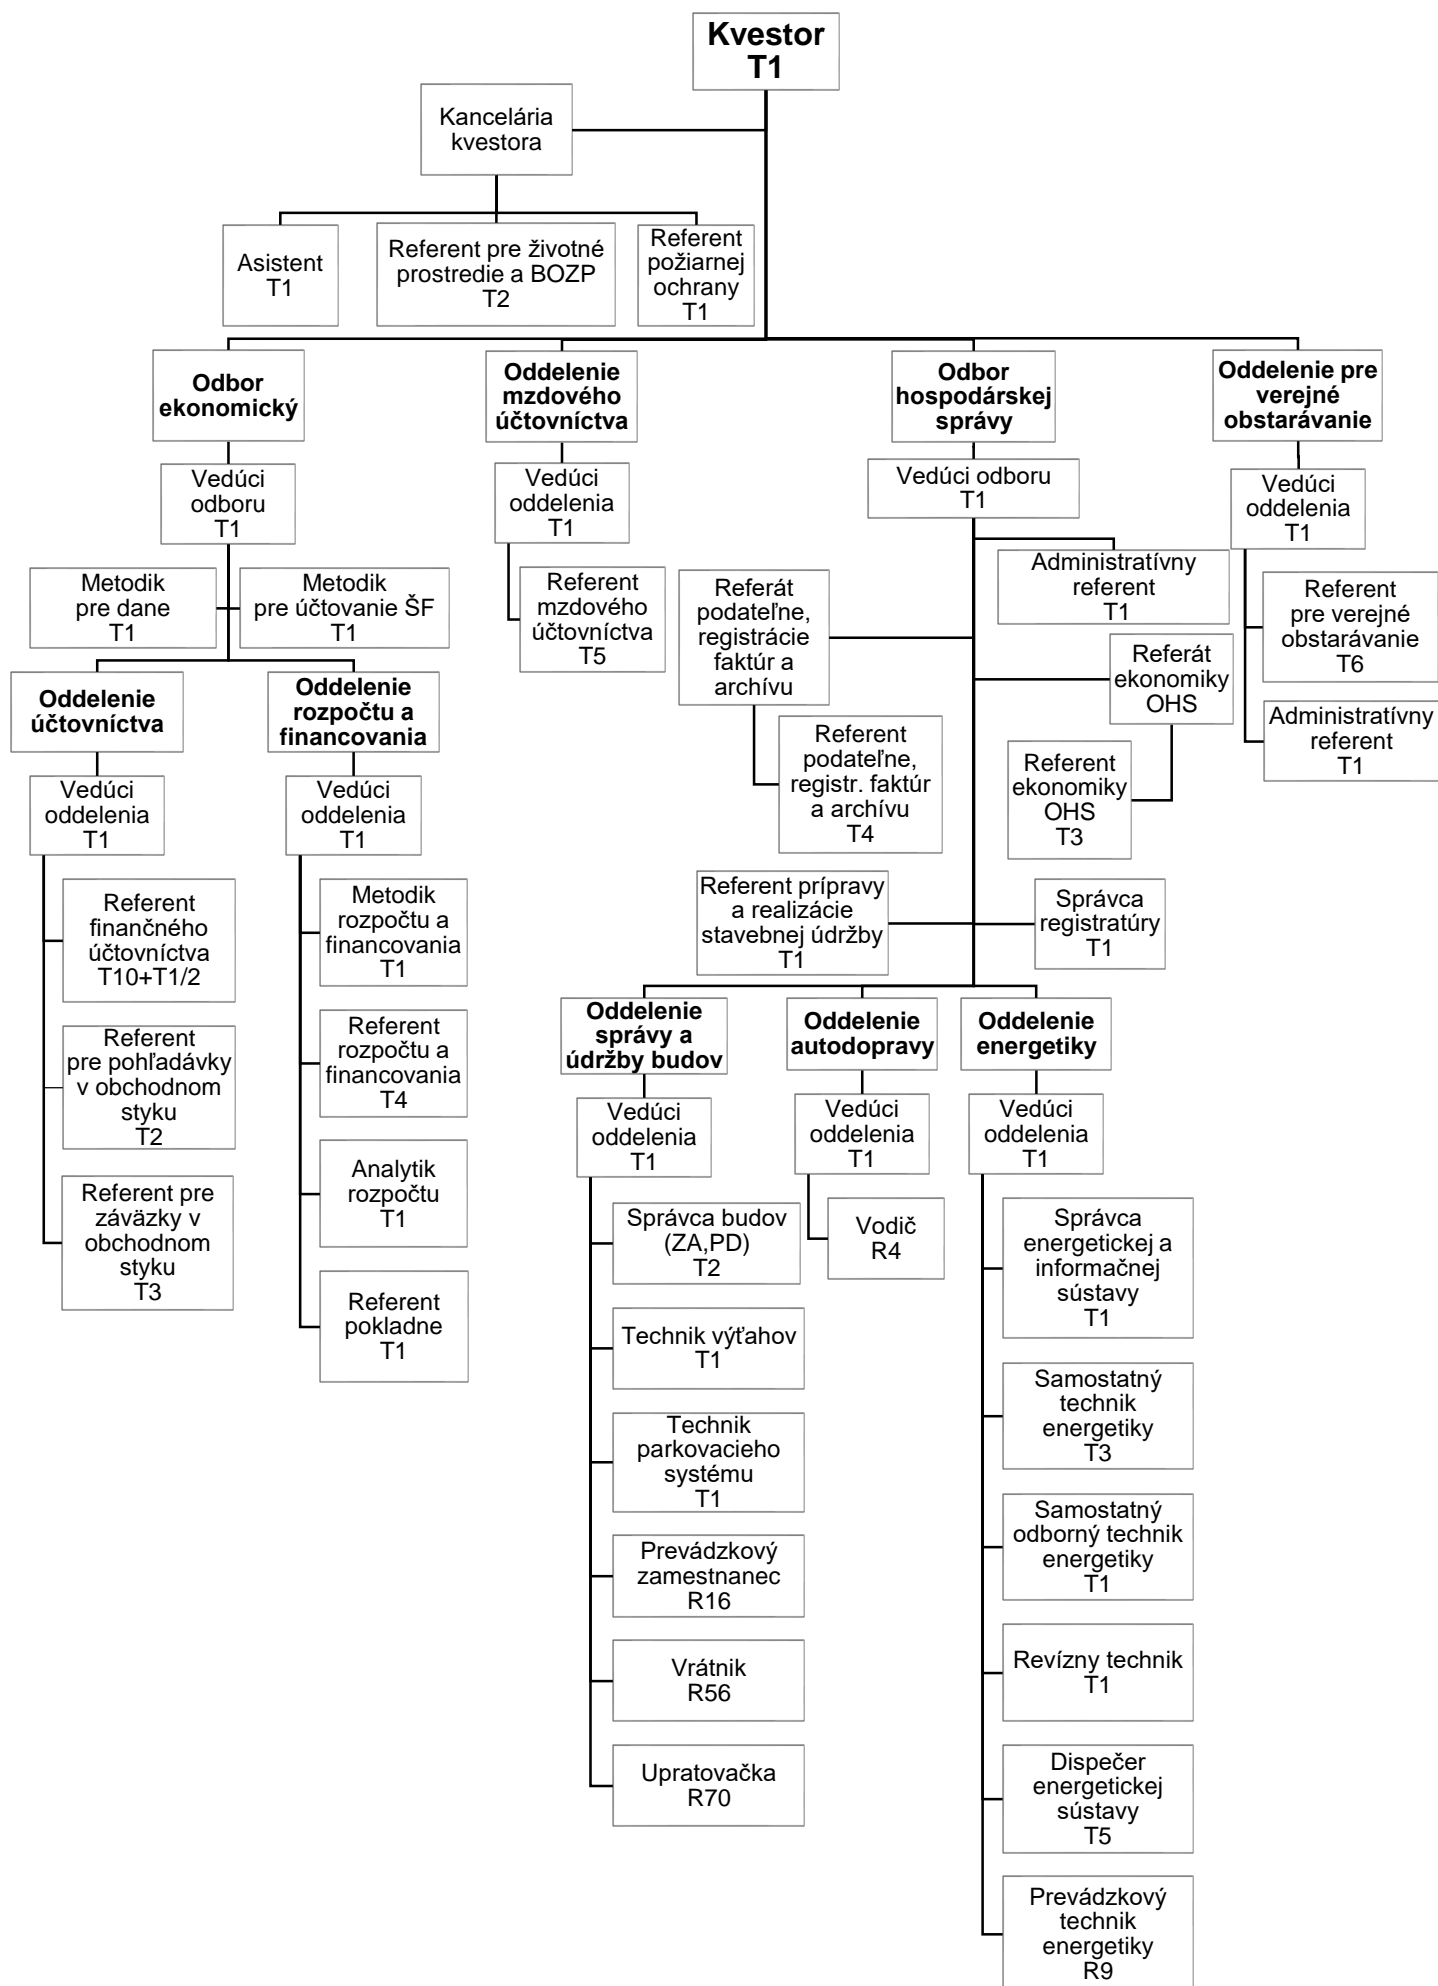 Kvestor
T1
Kancelária
kvestora
Asistent
T1
Referent pre životné
prostredie a BOZP
T2
Referent
požiarnej
ochrany
T1
Odbor
ekonomický
Oddelenie
mzdového
účtovníctva
Odbor
hospodárskej
správy
Oddelenie pre
verejné
obstarávanie
Vedúci
odboru
T1
Metodik
pre dane
T1
Metodik
pre účtovanie ŠF
T1
Oddelenie
účtovníctva
Vedúci
oddelenia
T1
Referent
finančného
účtovníctva
T10+T1/2
Referent
pre pohľadávky
v obchodnom
styku
T2
Referent pre
záväzky v
obchodnom
styku
T3
Oddelenie
rozpočtu a
financovania
Vedúci
oddelenia
T1
Metodik
rozpočtu a
financovania
T1
Referent
rozpočtu a
financovania
T4
Analytik
rozpočtu
T1
Referent
pokladne
T1
Vedúci
oddelenia
T1
Referent
mzdového
účtovníctva
T5
Vedúci odboru
T1
Administratívny
referent
T1
Referát
podateľne,
registrácie
faktúr a
archívu
Referent
podateľne,
registr. faktúr
a archívu
T4
Referát
ekonomiky
OHS
Referent
ekonomiky
OHS
T3
Referent prípravy
a realizácie
stavebnej údržby
T1
Správca
registratúry
T1
Oddelenie
správy a
údržby budov
Vedúci
oddelenia
T1
Správca budov
(ZA,PD)
T2
Technik výťahov
T1
Technik
parkovacieho
systému
T1
Prevádzkový
zamestnanec
R16
Vrátnik
R56
Upratovačka
R70
Oddelenie
autodopravy
Vedúci
oddelenia
T1
Vodič
R4
Oddelenie
energetiky
Vedúci
oddelenia
T1
Správca
energetickej a
informačnej
sústavy
T1
Samostatný
technik
energetiky
T3
Samostatný
odborný technik
energetiky
T1
Revízny technik
T1
Dispečer
energetickej
sústavy
T5
Prevádzkový
technik
energetiky
R9
Vedúci
oddelenia
T1
Referent
pre verejné
obstarávanie
T6
Administratívny
referent
T1